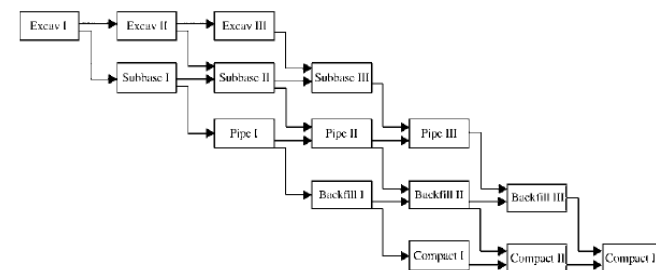 Excav I
Excav II
Excav III
Subbase I
Subbase II
Subbase III
Pipe I
Pipe II
Pipe III
Backfill I
Backfill II
Backfill III
Compact I
Compact II
Compact I